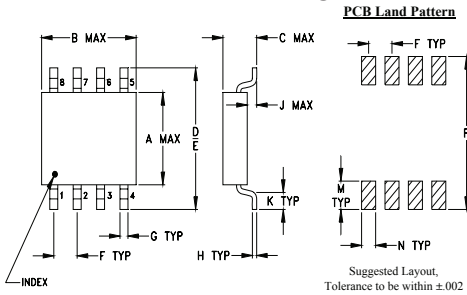 PCB Land Pattern
B MAX
C MAX
F TYP
8 7 6 5
J MAX
A MAX
D
E
M
TYP
K TYP
1 2 3 4
G TYP
H TYP
F TYP
N TYP
INDEX
Suggested Layout,
Tolerance to be within ±.002